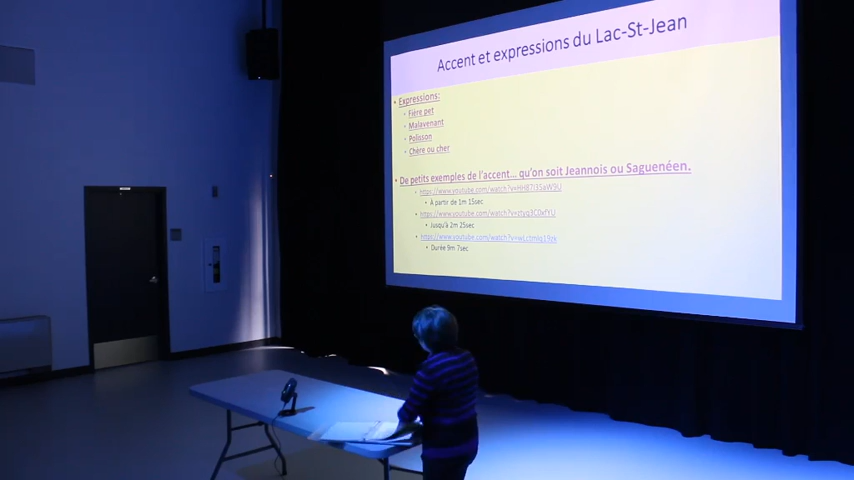 Accent et expressions du Lac-St-Jean
• Expressions:
• Fière pet
• Malavenant
• Polisson
• Chère ou cher
• De petits exemples de l'accent... qu'on soit Jeannois ou Saguenéen.
• À partir de 1m 15sec
• Jusqu'à 2m 25sec
• Durée 9m 7sec